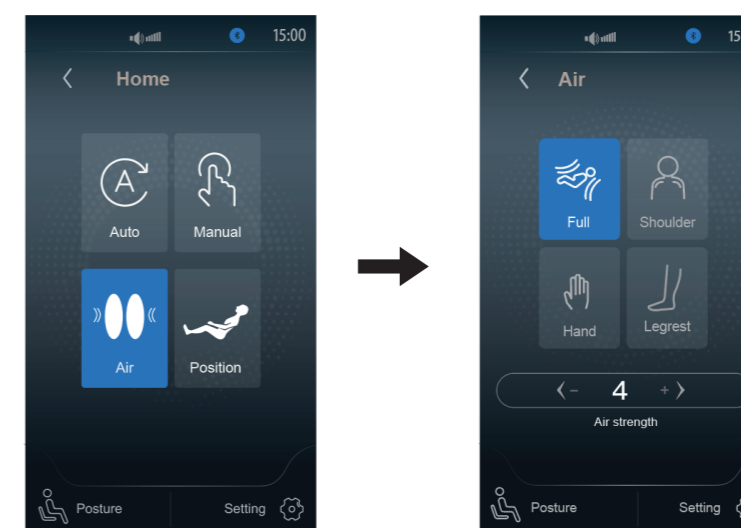 15:00
Home
A
Auto
Manual
Air
Position
Posture
Setting
15
Air
Full
Shoulder
Hand
Legrest
- 4 +
Air strength
Posture
Setting